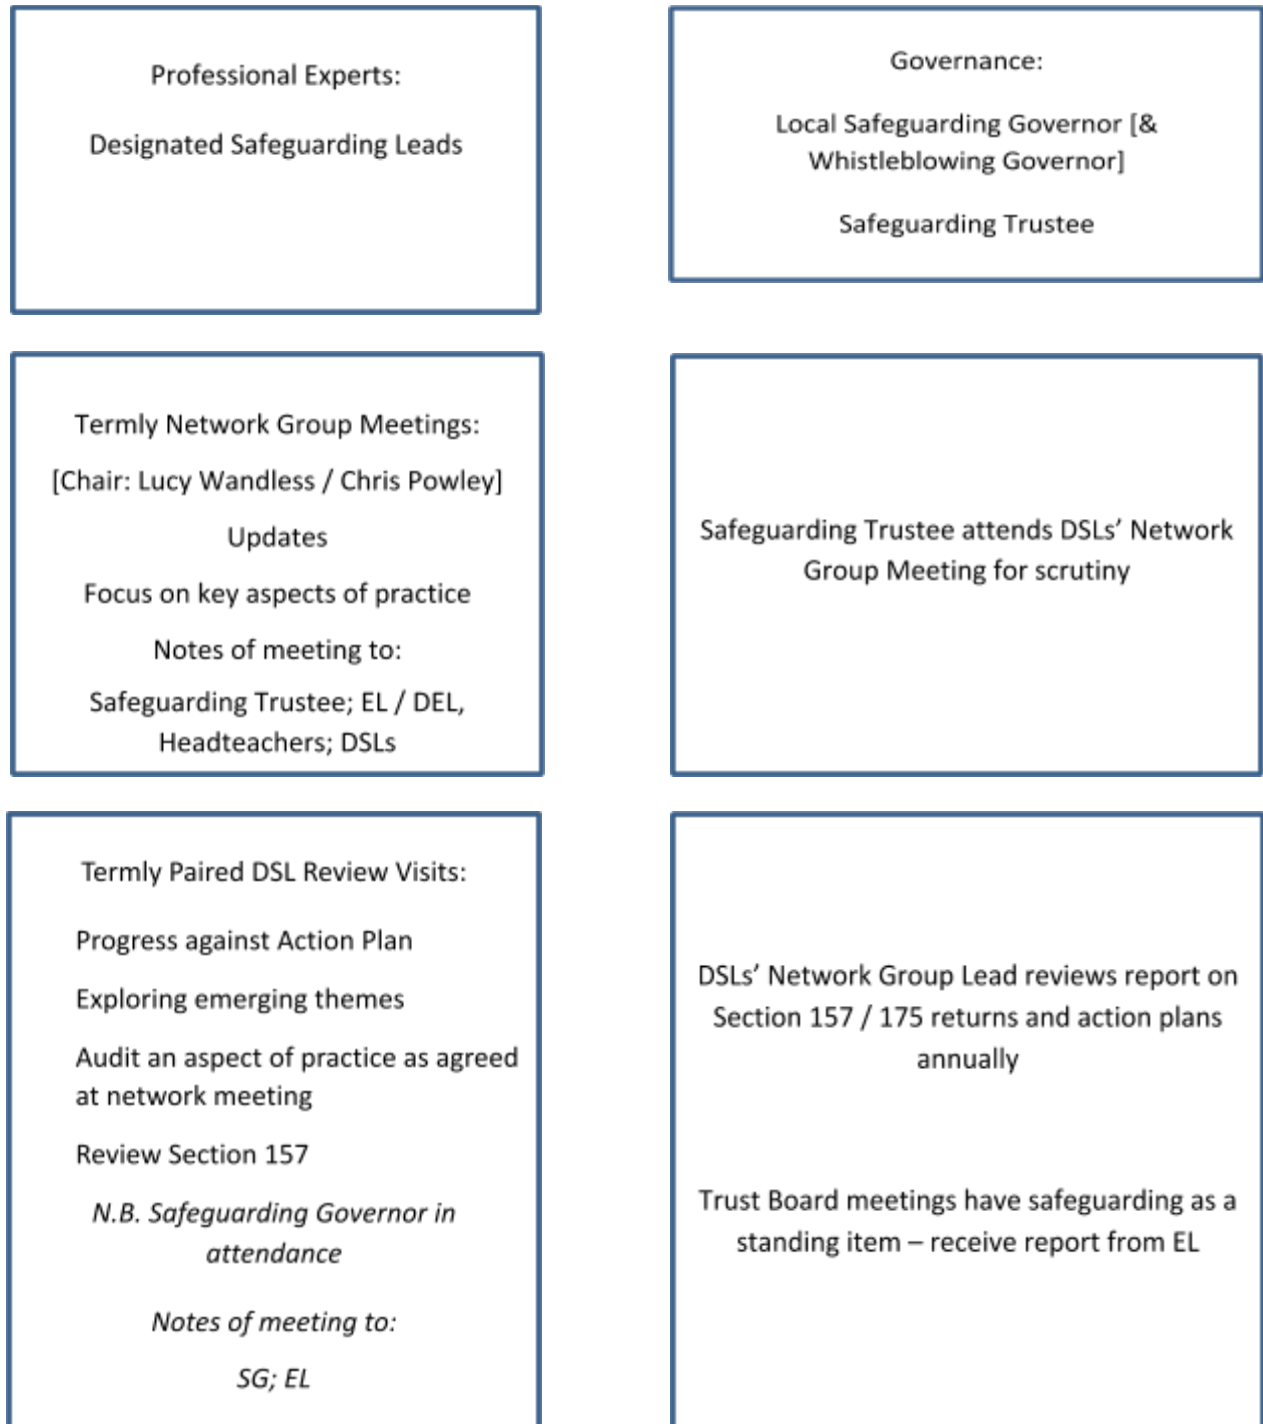 Professional Experts:
Designated Safeguarding Leads
Governance:
Local Safeguarding Governor [&
Whistleblowing Governor]
Safeguarding Trustee
Termly Network Group Meetings:
[Chair: Lucy Wandless / Chris Powley]
Updates
Focus on key aspects of practice
Notes of meeting to:
Safeguarding Trustee; EL / DEL,
Headteachers; DSLs
Safeguarding Trustee attends DSLs’ Network
Group Meeting for scrutiny
Termly Paired DSL Review Visits:
Progress against Action Plan
Exploring emerging themes
Audit an aspect of practice as agreed
at network meeting
Review Section 157
N.B. Safeguarding Governor in
attendance
Notes of meeting to:
SG; EL
DSLs’ Network Group Lead reviews report on
Section 157 / 175 returns and action plans
annually
Trust Board meetings have safeguarding as a
standing item – receive report from EL